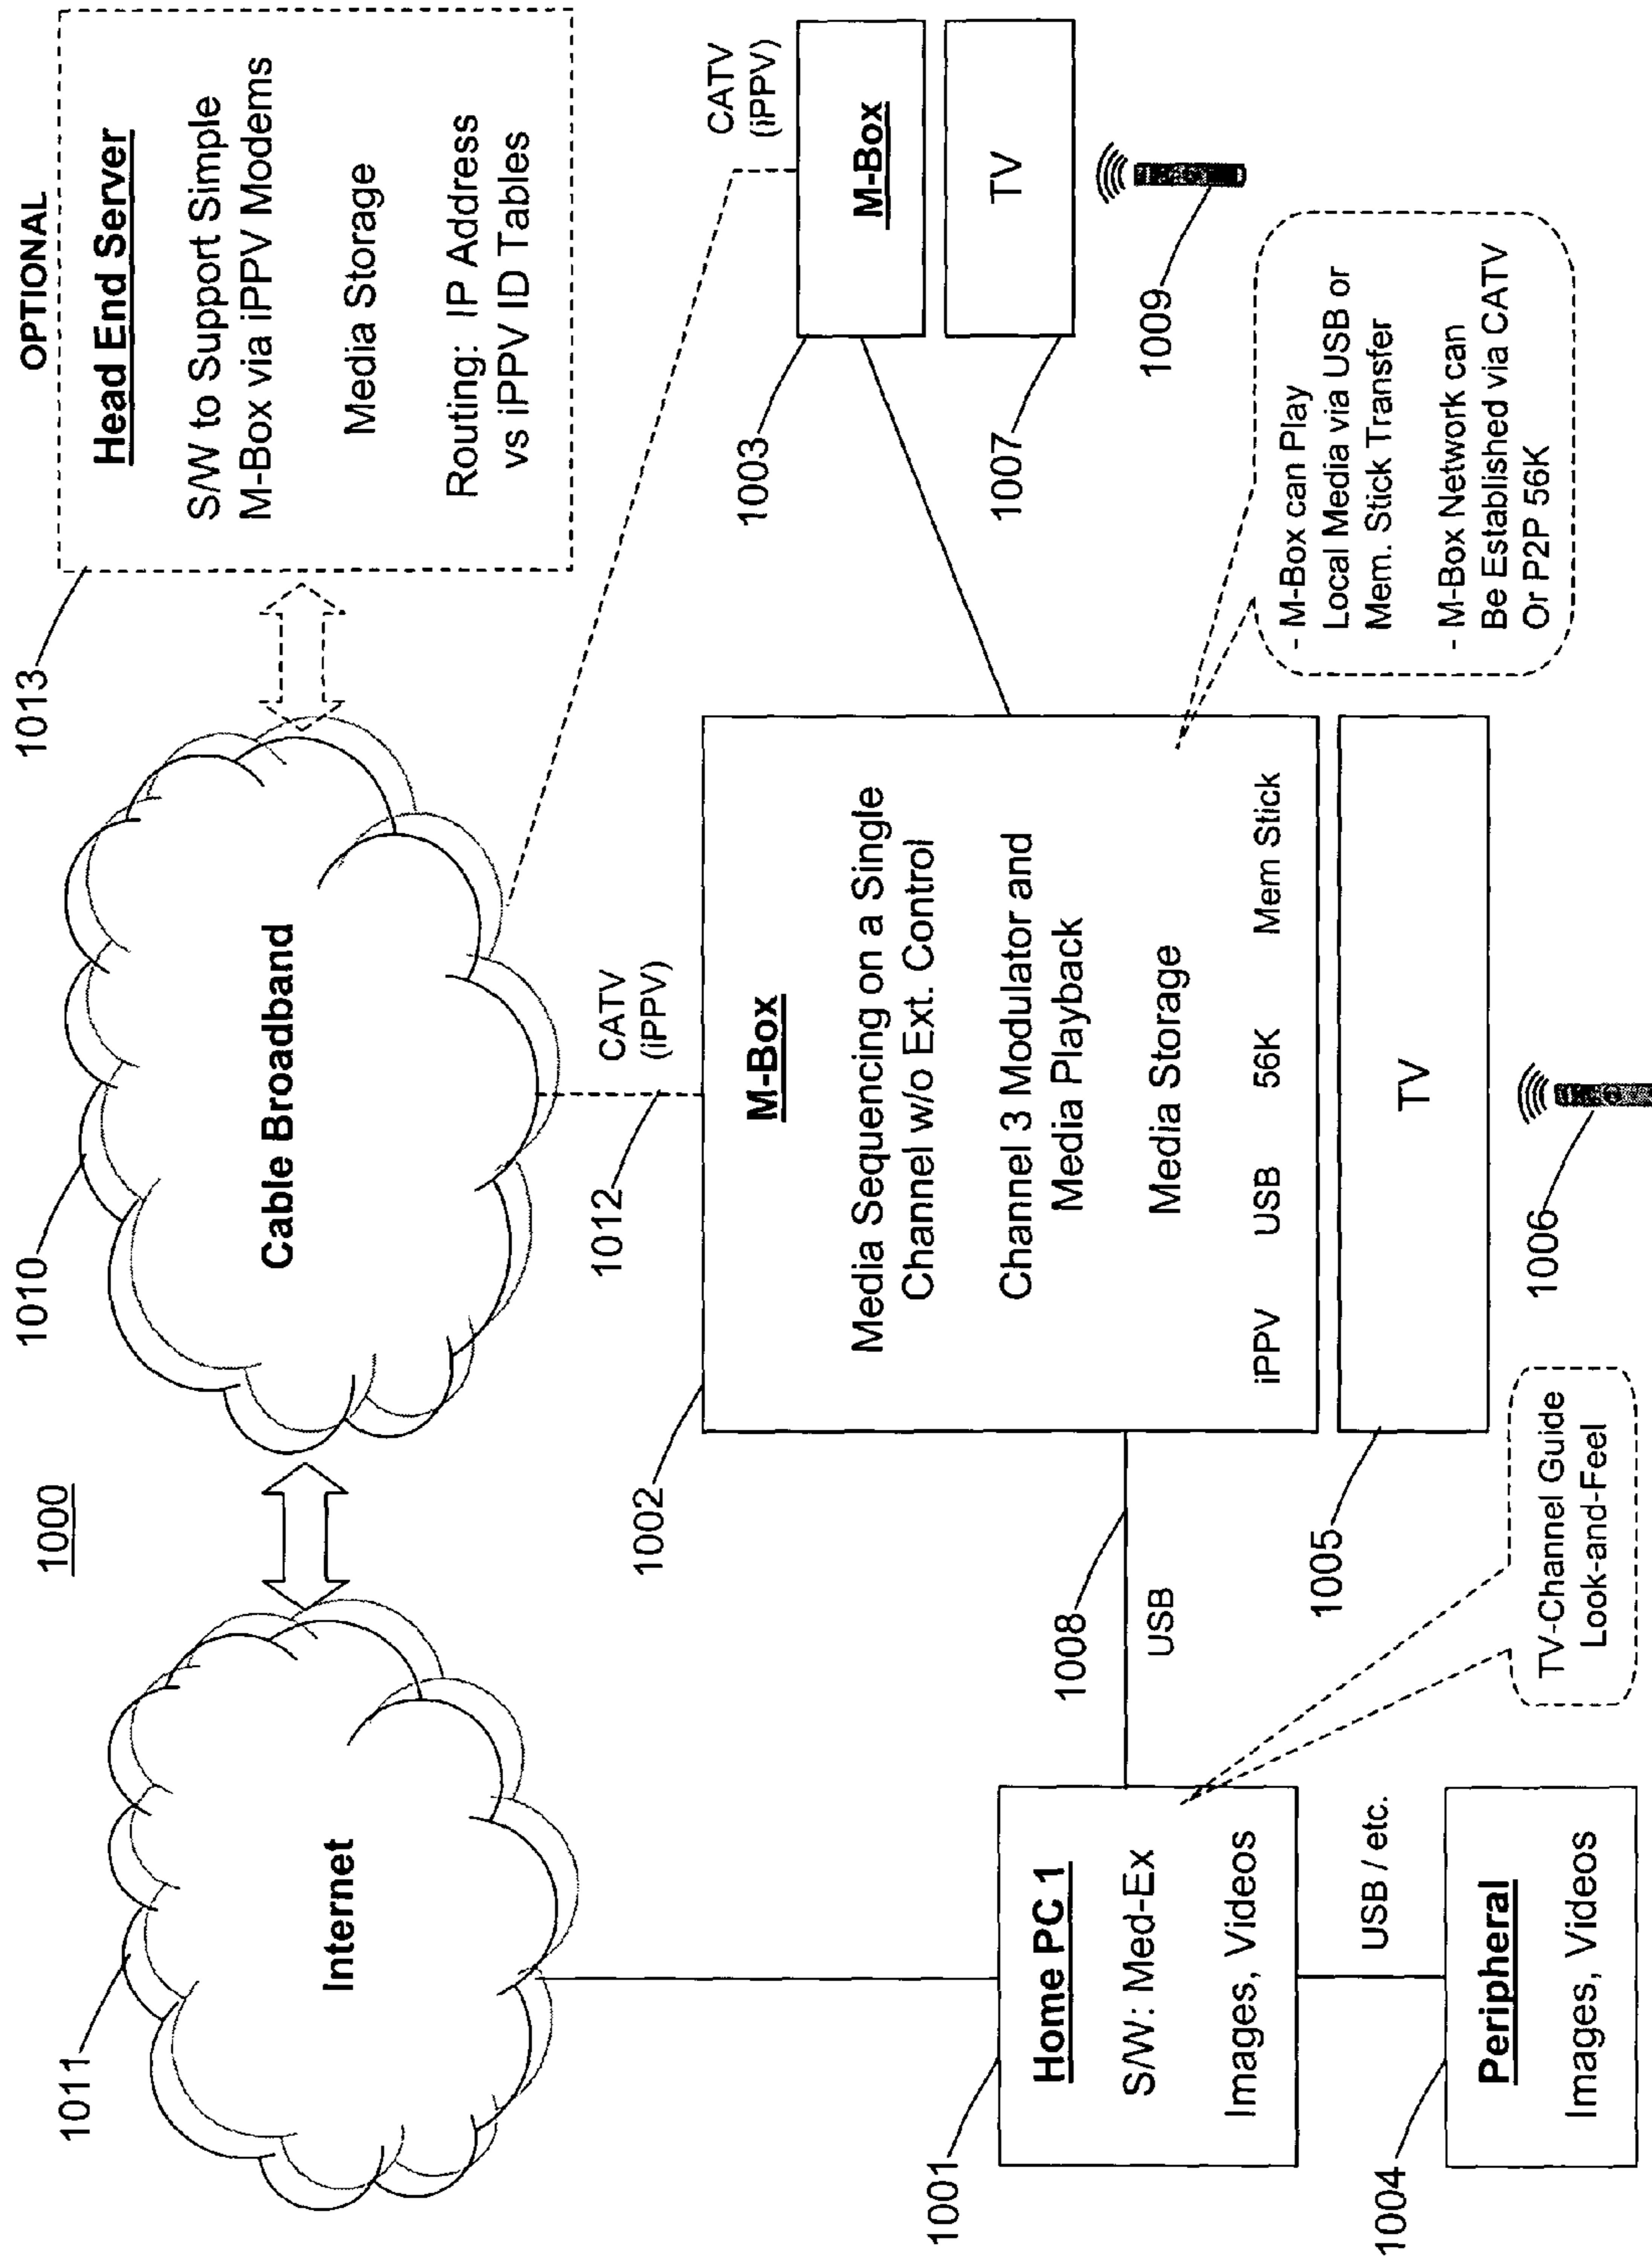 1000
OPTIONAL
1013
Head End Server
S/W to Support Simple
M-Box via iPPV Modems
Media Storage
Routing: IP Address
vs iPPV ID Tables
1010
Cable Broadband
1011
Internet
1012
CATV
(iPPV)
CATV
(iPPV)
1002
M-Box
Media Sequencing on a Single
Channel w/o Ext. Control
Channel 3 Modulator and
Media Playback
Media Storage
iPPV
USB
56K
Mem Stick
1003
M-Box
1007
TV
1009
1005
TV
1006
- M-Box can Play
Local Media via USB or
Mem. Stick Transfer
- M-Box Network can
Be Established via CATV
Or P2P 56K
1008
USB
1001
Home PC 1
S/W: Med-Ex
Images, Videos
TV-Channel Guide
Look-and-Feel
USB / etc.
1004
Peripheral
Images, Videos